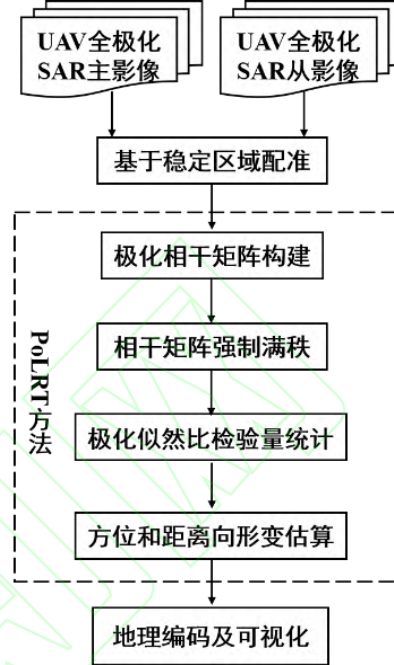 UAV全极化
SAR主影像
UAV全极化
SAR从影像
基于稳定区域配准
PoLRT方法
极化相干矩阵构建
相干矩阵强制满秩
极化似然比检验量统计
方位和距离向形变估算
地理编码及可视化